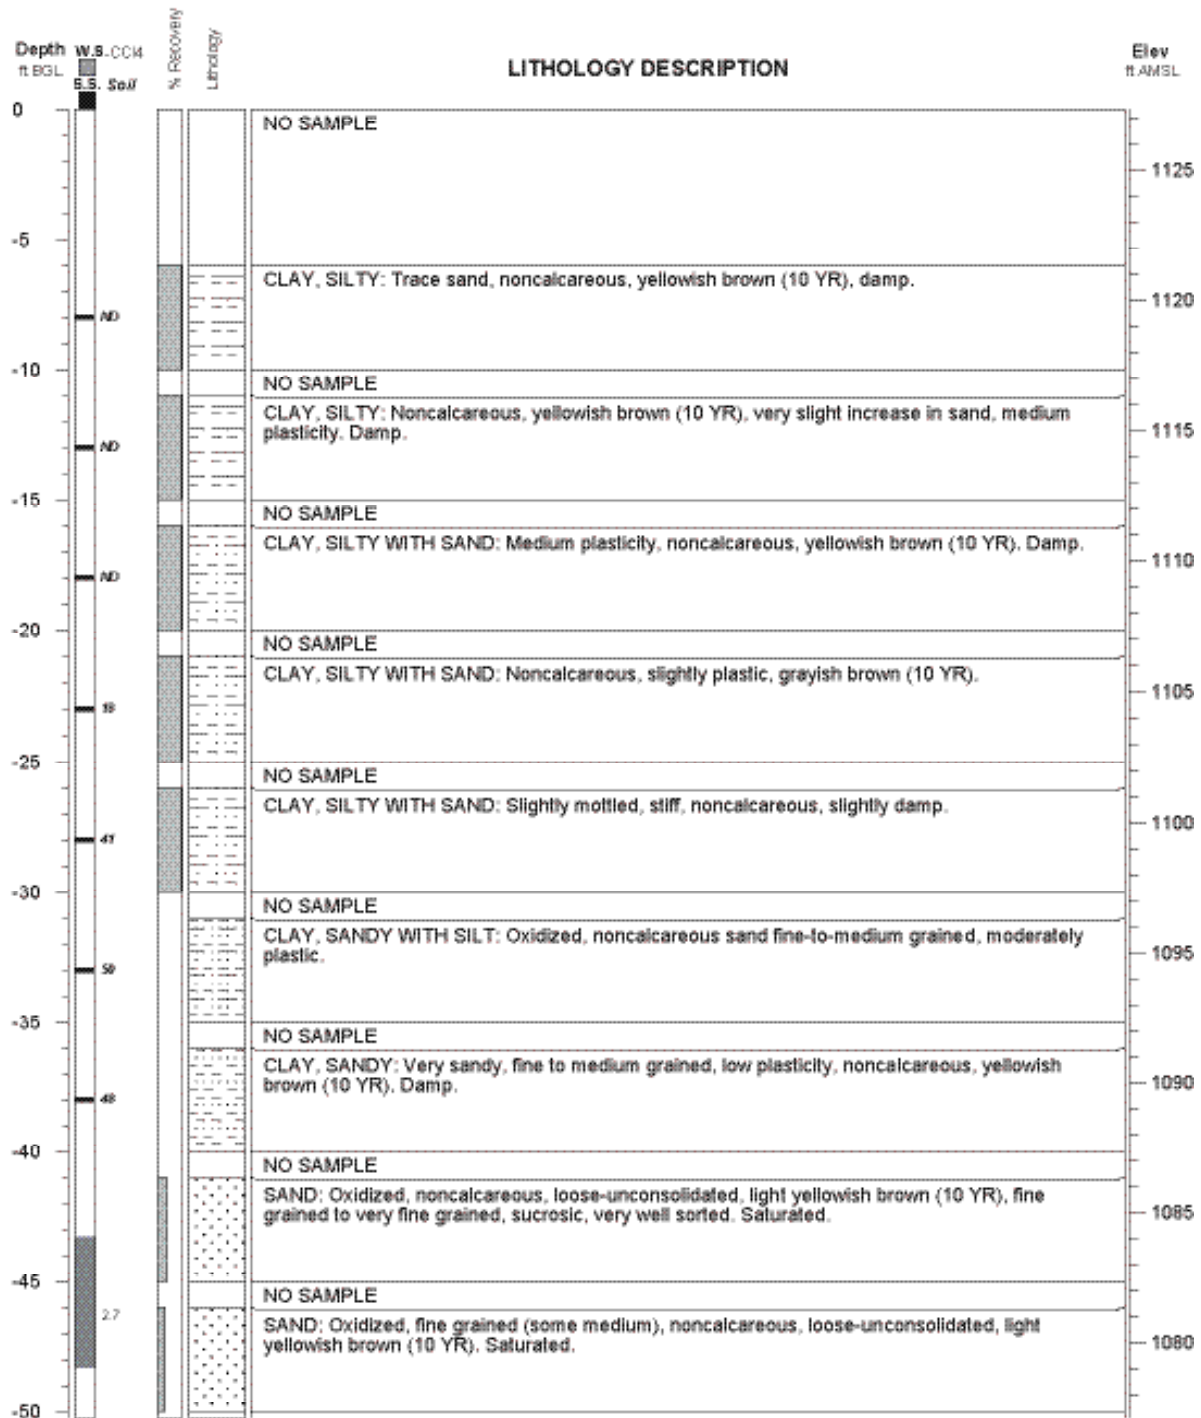 Depth W.S. CCl4 % Recovery Lithology LITHOLOGY DESCRIPTION Elev
ft BGL ft AMSL
S.S. Soil
0
NO SAMPLE
1125
-5
CLAY, SILTY: Trace sand, noncalcareous, yellowish brown (10 YR), damp.
1120
ND
-10
NO SAMPLE
CLAY, SILTY: Noncalcareous, yellowish brown (10 YR), very slight increase in sand, medium
1115
plasticity. Damp.
ND
-15
NO SAMPLE
CLAY, SILTY WITH SAND: Medium plasticity, noncalcareous, yellowish brown (10 YR). Damp.
1110
ND
-20
NO SAMPLE
CLAY, SILTY WITH SAND: Noncalcareous, slightly plastic, grayish brown (10 YR).
1105
-25
NO SAMPLE
CLAY, SILTY WITH SAND: Slightly mottled, stiff, noncalcareous, slightly damp.
1100
-30
NO SAMPLE
CLAY, SANDY WITH SILT: Oxidized, noncalcareous sand fine-to-medium grained, moderately
plastic.
1095
-35
NO SAMPLE
CLAY, SANDY: Very sandy, fine to medium grained, low plasticity, noncalcareous, yellowish
brown (10 YR). Damp.
1090
-40
NO SAMPLE
SAND: Oxidized, noncalcareous, loose-unconsolidated, light yellowish brown (10 YR), fine
grained to very fine grained, sucrosic, very well sorted. Saturated.
1085
-45
NO SAMPLE
2.7
SAND: Oxidized, fine grained (some medium), noncalcareous, loose-unconsolidated, light
yellowish brown (10 YR). Saturated.
1080
-50